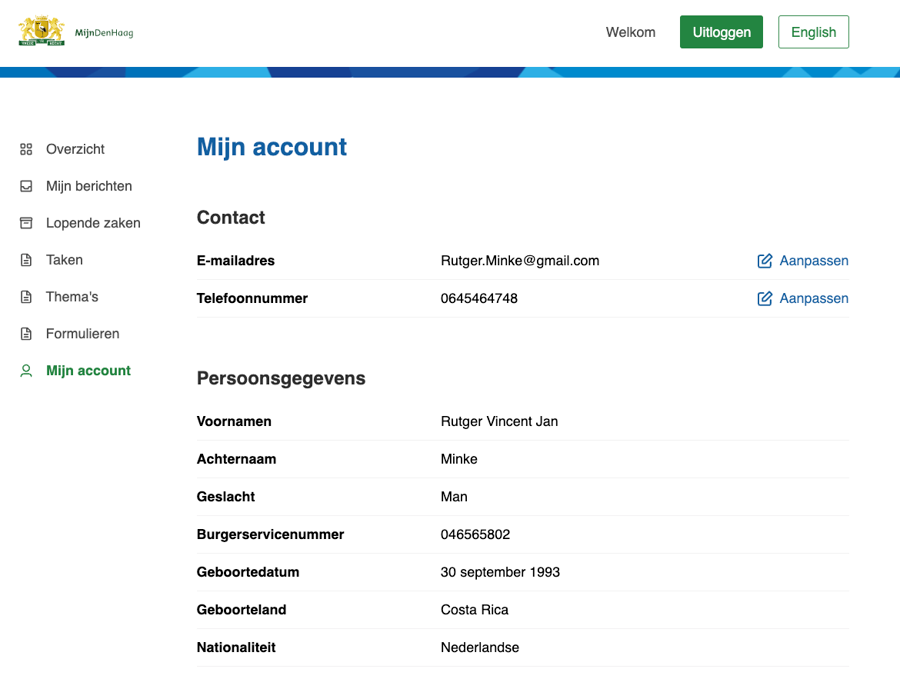 MijnDenHaag
Welkom
Uitloggen
English
Overzicht
Mijn berichten
Lopende zaken
Taken
Thema's
Formulieren
Mijn account
Mijn account
Contact
E-mailadres Rutger.Minke@gmail.com Aanpassen
Telefoonnummer 0645464748 Aanpassen
Persoonsgegevens
Voornamen Rutger Vincent Jan
Achternaam Minke
Geslacht Man
Burgerservicenummer 046565802
Geboortedatum 30 september 1993
Geboorteland Costa Rica
Nationaliteit Nederlandse